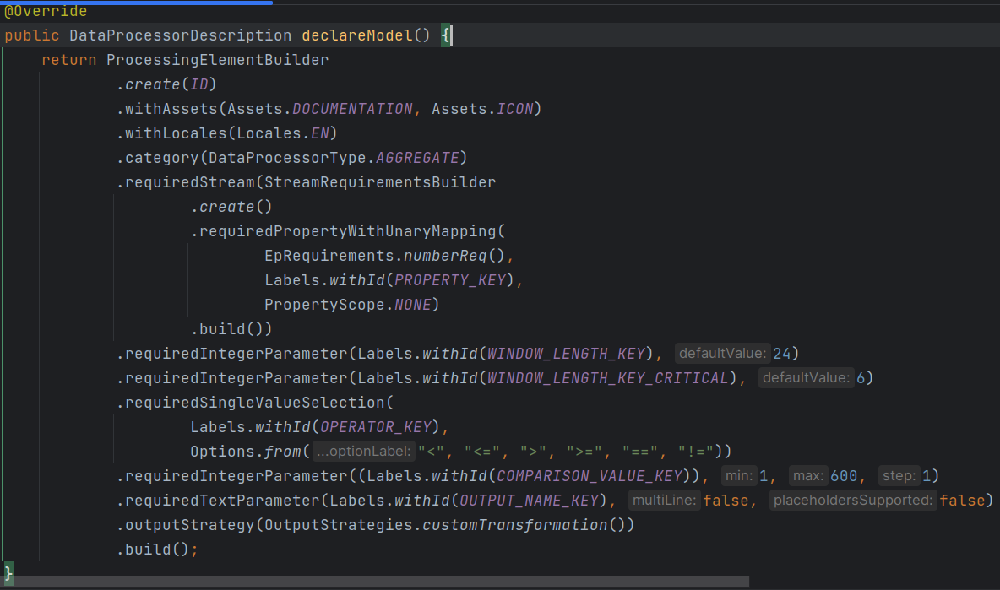 @Override
public DataProcessorDescription declareModel() {
return ProcessingElementBuilder
.create(ID)
.withAssets(Assets.DOCUMENTATION, Assets.ICON)
.withLocales(Locales.EN)
.category(DataProcessorType.AGGREGATE)
.requiredStream(StreamRequirementsBuilder
.create()
.requiredPropertyWithUnaryMapping(
EpRequirements.numberReq(),
Labels.withId(PROPERTY_KEY),
PropertyScope.NONE)
.build())
.requiredIntegerParameter(Labels.withId(WINDOW_LENGTH_KEY), defaultValue: 24)
.requiredIntegerParameter(Labels.withId(WINDOW_LENGTH_KEY_CRITICAL), defaultValue: 6)
.requiredSingleValueSelection(
Labels.withId(OPERATOR_KEY),
Options.from( ...optionLabel: "<", "<=", ">", ">=", "==", "!="))
.requiredIntegerParameter((Labels.withId(COMPARISON_VALUE_KEY)), min: 1, max: 600, step: 1)
.requiredTextParameter(Labels.withId(OUTPUT_NAME_KEY), multiLine: false, placeholdersSupported: false)
.outputStrategy(OutputStrategies.customTransformation())
.build();
}